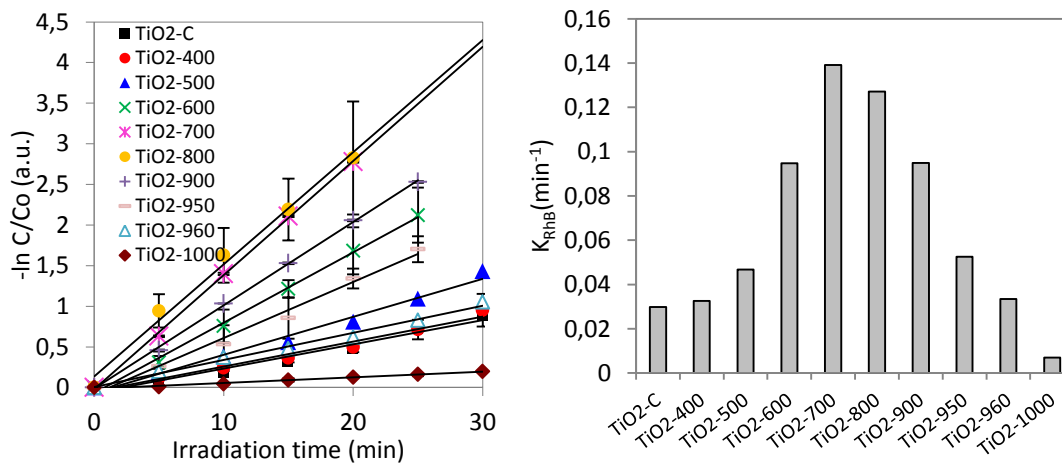 4,5
4
3,5
3
2,5
2
1,5
1
0,5
0
-ln C/Co (a.u.)
TiO2-C
TiO2-400
TiO2-500
TiO2-600
TiO2-700
TiO2-800
TiO2-900
TiO2-950
TiO2-960
TiO2-1000
0 10 20 30
Irradiation time (min)
0,16
0,14
0,12
0,1
0,08
0,06
0,04
0,02
0
K_RhB(min⁻¹)
TiO2-C
TiO2-400
TiO2-500
TiO2-600
TiO2-700
TiO2-800
TiO2-900
TiO2-950
TiO2-960
TiO2-1000